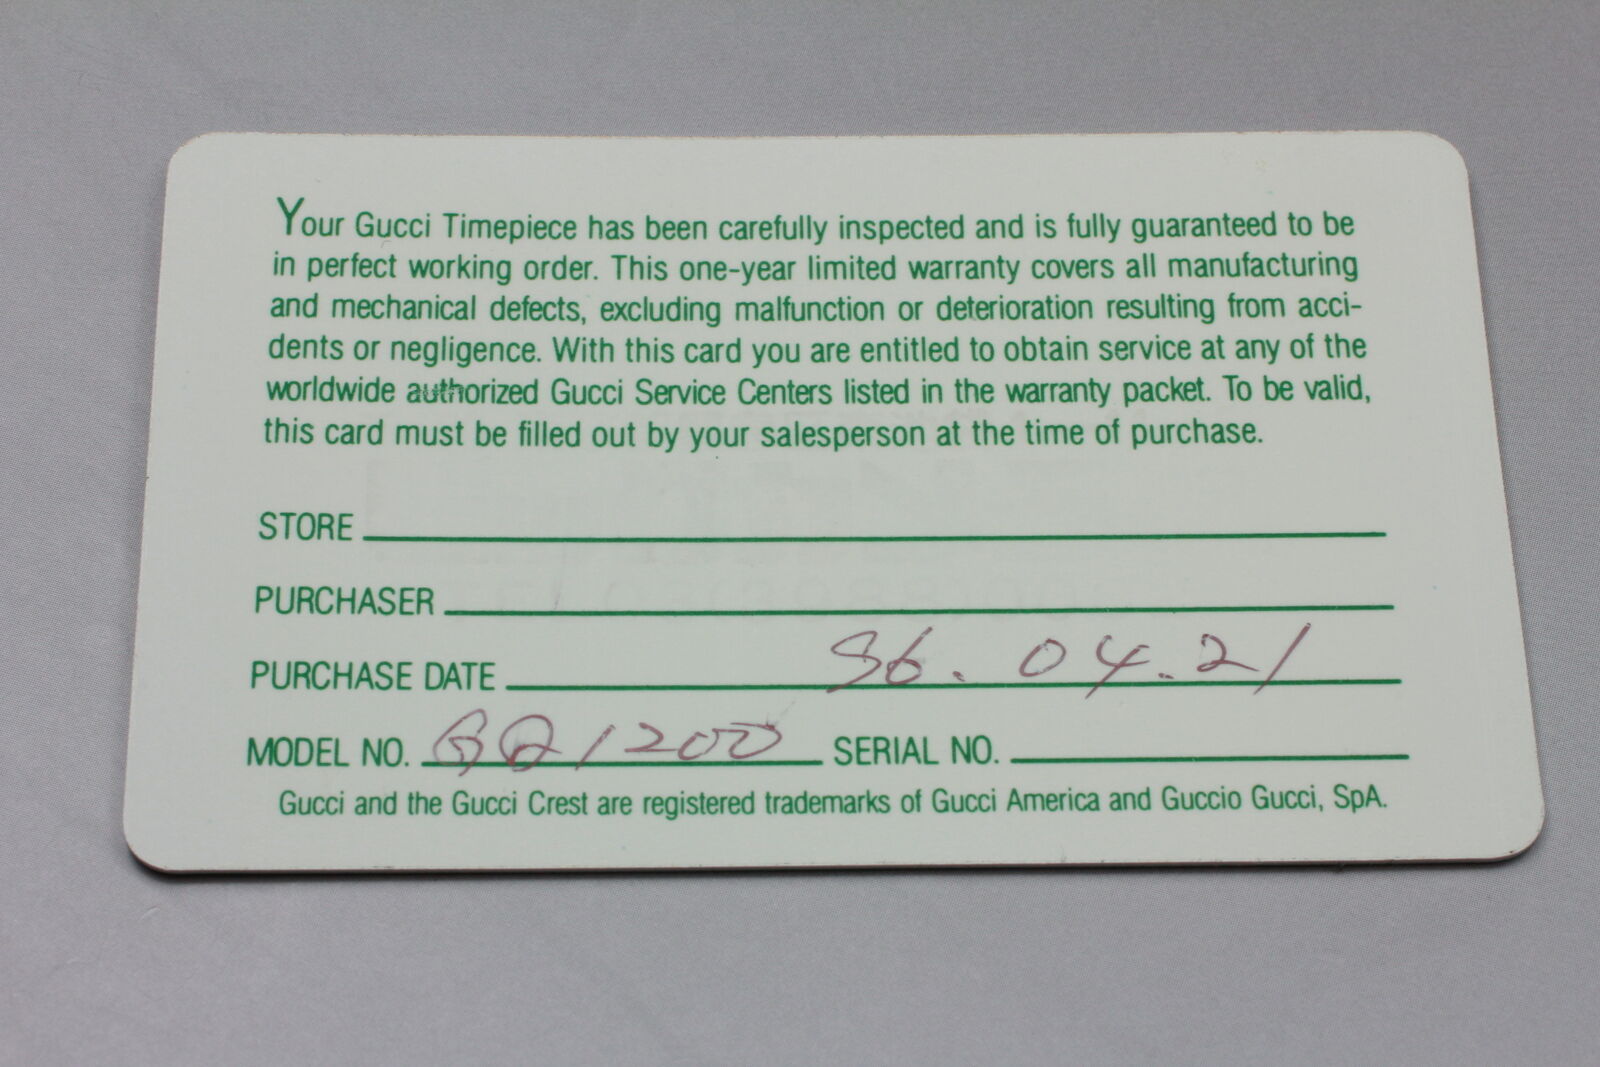 Your Gucci Timepiece has been carefully inspected and is fully guaranteed to be
in perfect working order. This one-year limited warranty covers all manufacturing
and mechanical defects, excluding malfunction or deterioration resulting from acci-
dents or negligence. With this card you are entitled to obtain service at any of the
worldwide authorized Gucci Service Centers listed in the warranty packet. To be valid,
this card must be filled out by your salesperson at the time of purchase.
STORE
PURCHASER
PURCHASE DATE 96. 04.21
MODEL NO. GQ1200 SERIAL NO.
Gucci and the Gucci Crest are registered trademarks of Gucci America and Guccio Gucci, SpA.